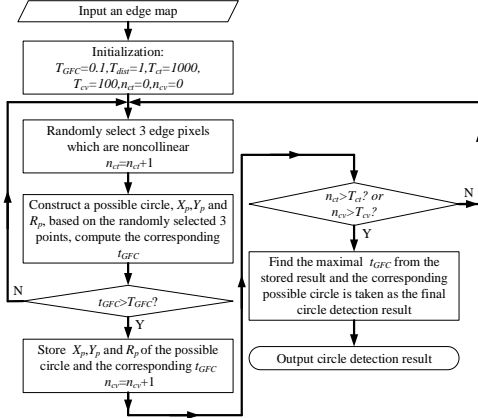 Input an edge map
Initialization:
T_GFC=0.1,T_dist=1,T_ct=1000,
T_cv=100,n_ct=0,n_cv=0
Randomly select 3 edge pixels
which are noncollinear
n_ct=n_ct+1
Construct a possible circle, X_p,Y_p and
R_p, based on the randomly selected 3
points, compute the corresponding
t_GFC
t_GFC>T_GFC?
N
Y
Store X_p,Y_p and R_p of the possible
circle and the corresponding t_GFC
n_cv=n_cv+1
n_ct>T_ct? or
n_cv>T_cv?
N
Y
Find the maximal t_GFC from the
stored result and the corresponding
possible circle is taken as the final
circle detection result
Output circle detection result